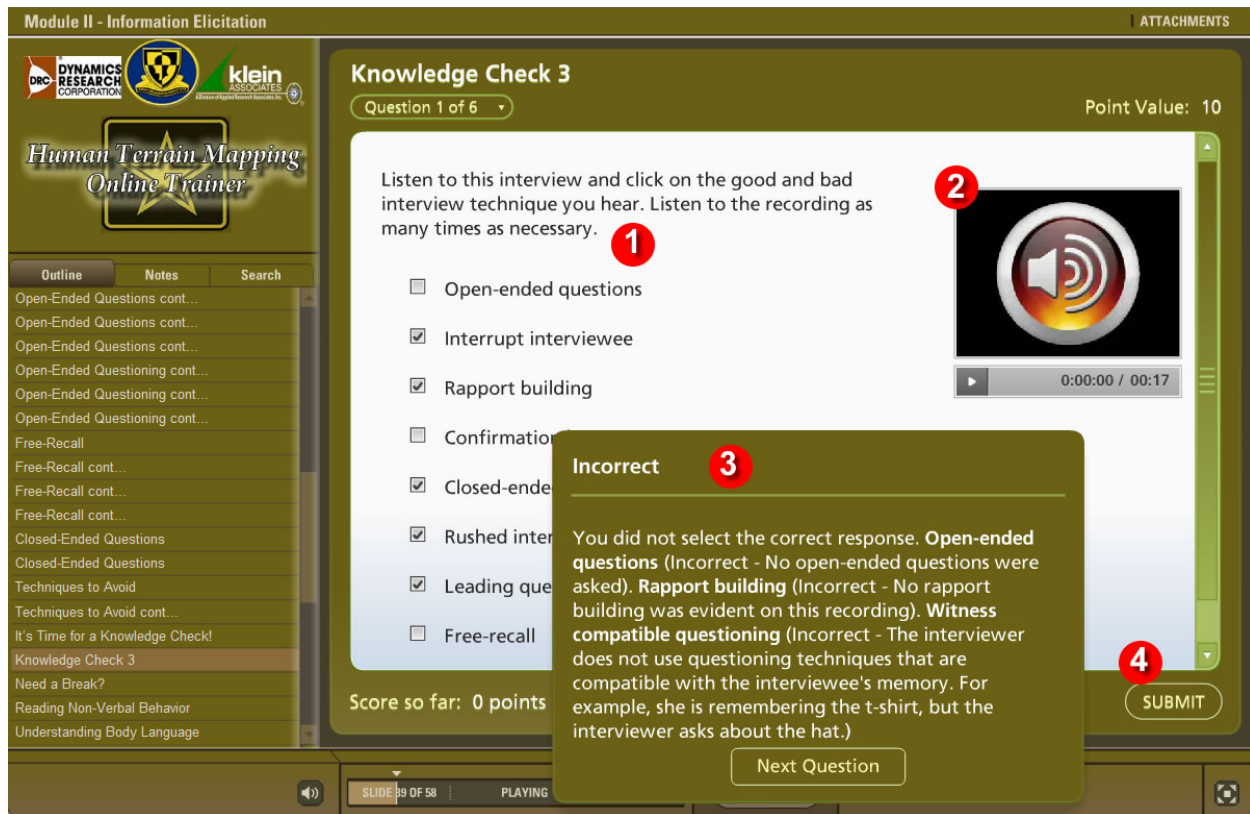 Module II - Information Elicitation
ATTACHMENTS
DRC
DYNAMICS
RESEARCH
CORPORATION
klein
ASSOCIATES
Human Terrain Mapping
Online Trainer
Outline Notes Search
Open-Ended Questions cont...
Open-Ended Questions cont...
Open-Ended Questions cont...
Open-Ended Questioning cont...
Open-Ended Questioning cont...
Open-Ended Questioning cont...
Free-Recall
Free-Recall cont...
Free-Recall cont...
Free-Recall cont...
Closed-Ended Questions
Closed-Ended Questions
Techniques to Avoid
Techniques to Avoid cont...
It's Time for a Knowledge Check!
Knowledge Check 3
Need a Break?
Reading Non-Verbal Behavior
Understanding Body Language
Knowledge Check 3
Question 1 of 6
Point Value: 10
Listen to this interview and click on the good and bad
interview technique you hear. Listen to the recording as
many times as necessary.
1
2
Open-ended questions
Interrupt interviewee
Rapport building
Confirmation
Closed-ende
Rushed inter
Leading que
Free-recall
0:00:00 / 00:17
Incorrect
3
You did not select the correct response. Open-ended
questions (Incorrect - No open-ended questions were
asked). Rapport building (Incorrect - No rapport
building was evident on this recording). Witness
compatible questioning (Incorrect - The interviewer
does not use questioning techniques that are
compatible with the interviewee's memory. For
example, she is remembering the t-shirt, but the
interviewer asks about the hat.)
Next Question
4
Score so far: 0 points
SUBMIT
SLIDE 39 OF 58
PLAYING